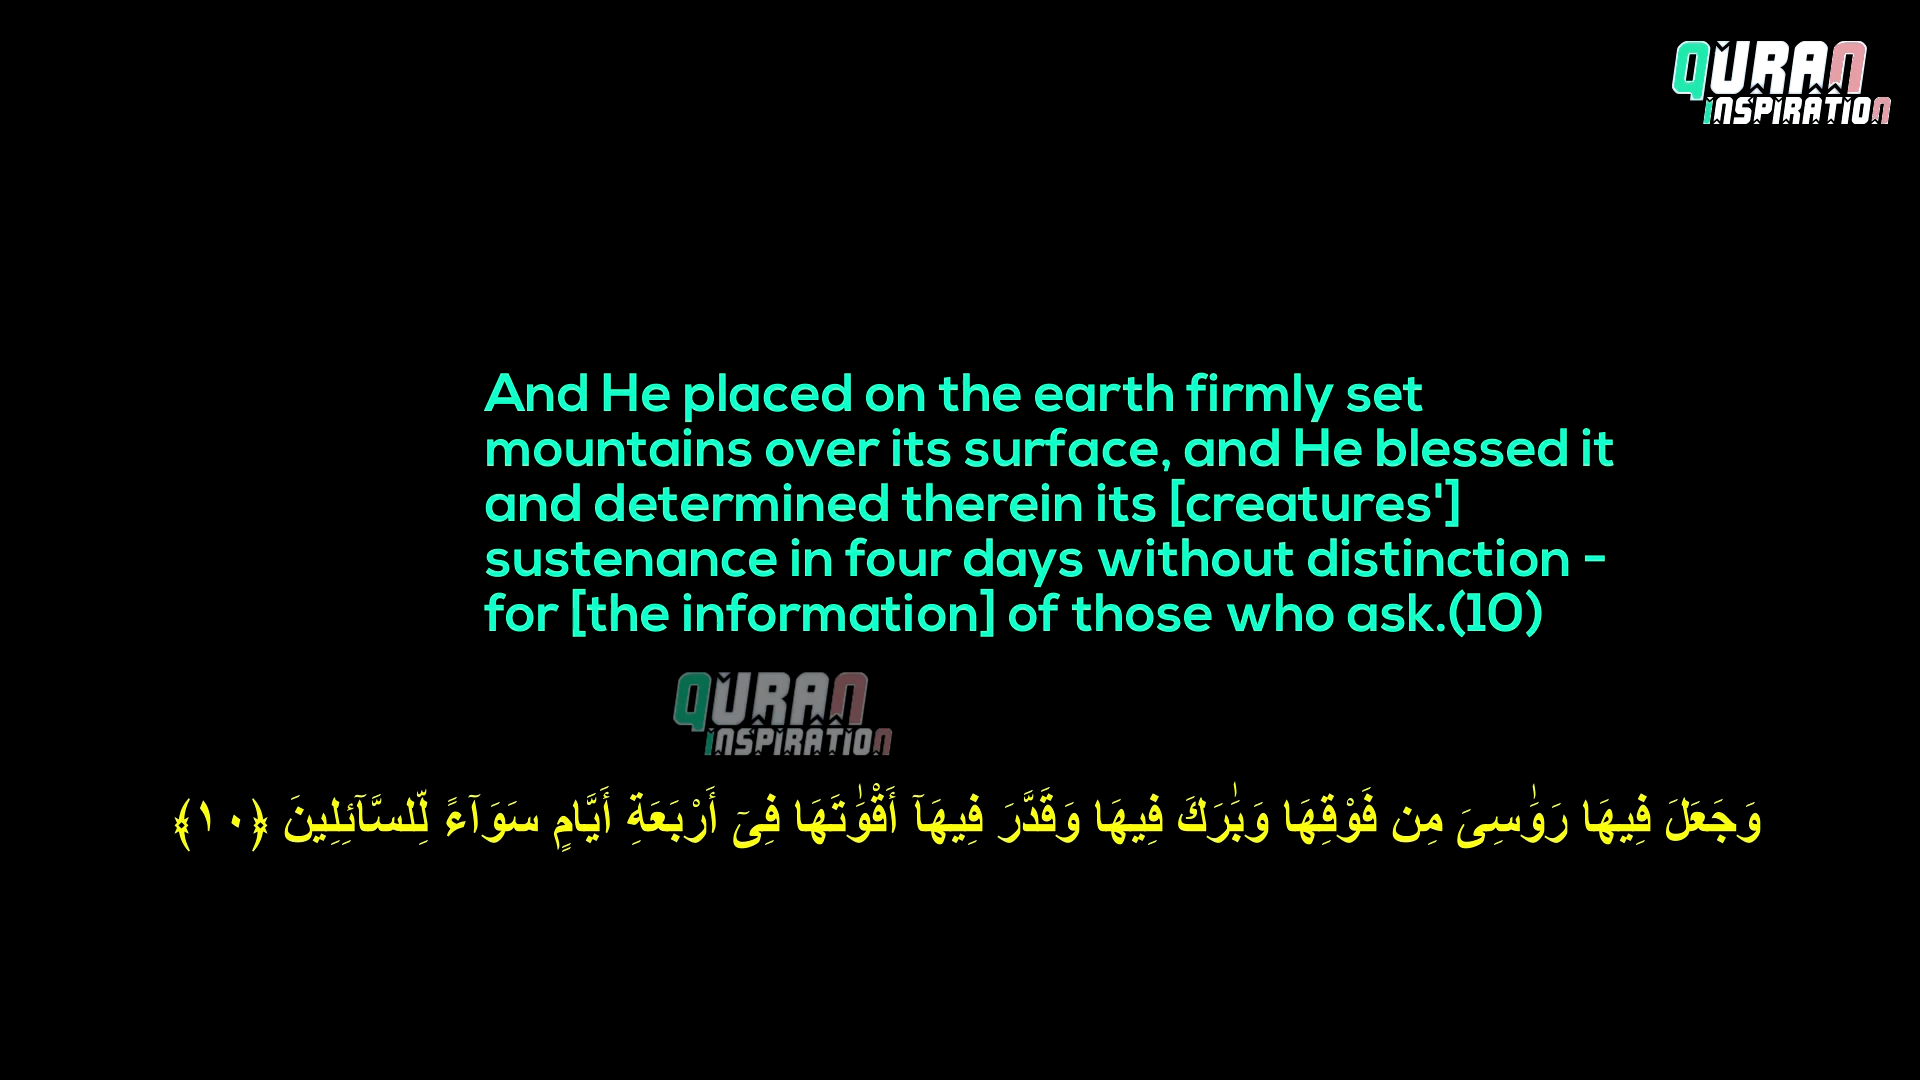 QURAN
INSPIRATION
And He placed on the earth firmly set
mountains over its surface, and He blessed it
and determined therein its [creatures']
sustenance in four days without distinction -
for [the information] of those who ask.(10)
QURAN
INSPIRATION
وَجَعَلَ فِيهَا رَوَٰسِىَ مِن فَوْقِهَا وَبَٰرَكَ فِيهَا وَقَدَّرَ فِيهَآ أَقْوَٰتَهَا فِىٓ أَرْبَعَةِ أَيَّامٍ سَوَآءً لِّلسَّآئِلِينَ ﴿١٠﴾